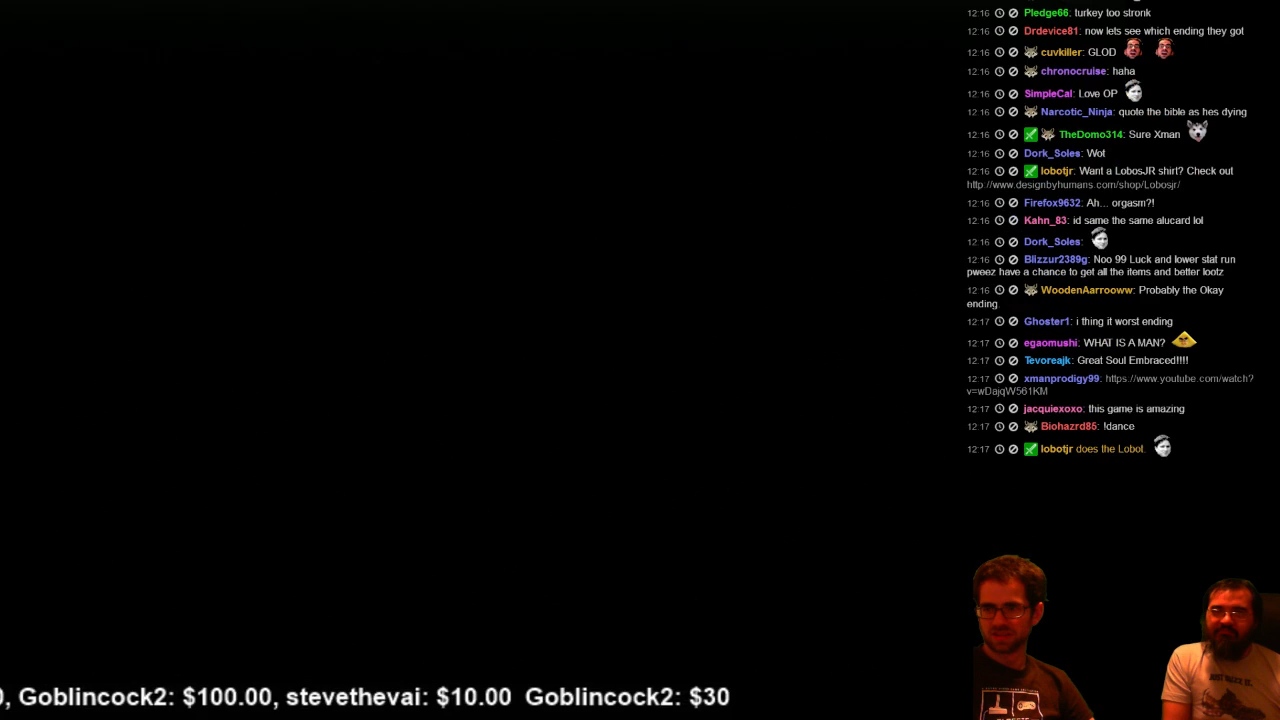 12:16 Pledge66: turkey too stronk
12:16 Drdevice81: now lets see which ending they got
12:16 cuvkiller: GLOD
12:16 chronocruise: haha
12:16 SimpleCal: Love OP
12:16 Narcotic_Ninja: quote the bible as hes dying
12:16 TheDomo314: Sure Xman
12:16 Dork_Soles: Wot
12:16 lobotjr: Want a LobosJR shirt? Check out
http://www.designbyhumans.com/shop/Lobosjr/
12:16 Firefox9632: Ah... orgasm?!
12:16 Kahn_83: id same the same alucard lol
12:16 Dork_Soles:
12:16 Blizzur2389g: Noo 99 Luck and lower stat run
pweez have a chance to get all the items and better lootz
12:16 WoodenAarrooww: Probably the Okay
ending.
12:17 Ghoster1: i thing it worst ending
12:17 egaomushi: WHAT IS A MAN?
12:17 Tevoreajk: Great Soul Embraced!!!!
12:17 xmanprodigy99: https://www.youtube.com/watch?
v=wDajqW561KM
12:17 jacquiexoxo: this game is amazing
12:17 Biohazrd85: !dance
12:17 lobotjr does the Lobot.
0, Goblincock2: $100.00, stevethevai: $10.00 Goblincock2: $30